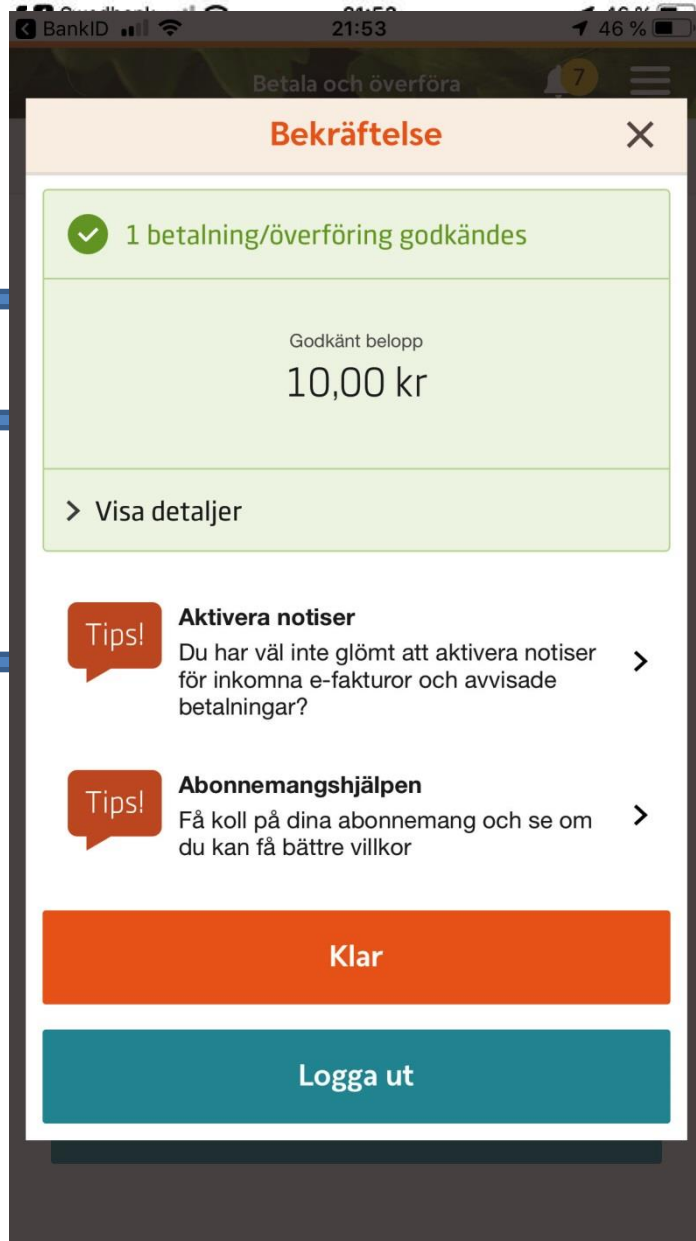 BankID 21:53 46 %
Betala och överföra 7
Bekräftelse
1 betalning/överföring godkändes
Godkänt belopp
10,00 kr
Visa detaljer
Tips!
Aktivera notiser
Du har väl inte glömt att aktivera notiser
för inkomna e-fakturor och avvisade
betalningar?
Tips!
Abonnemangshjälpen
Få koll på dina abonnemang och se om
du kan få bättre villkor
Klar
Logga ut